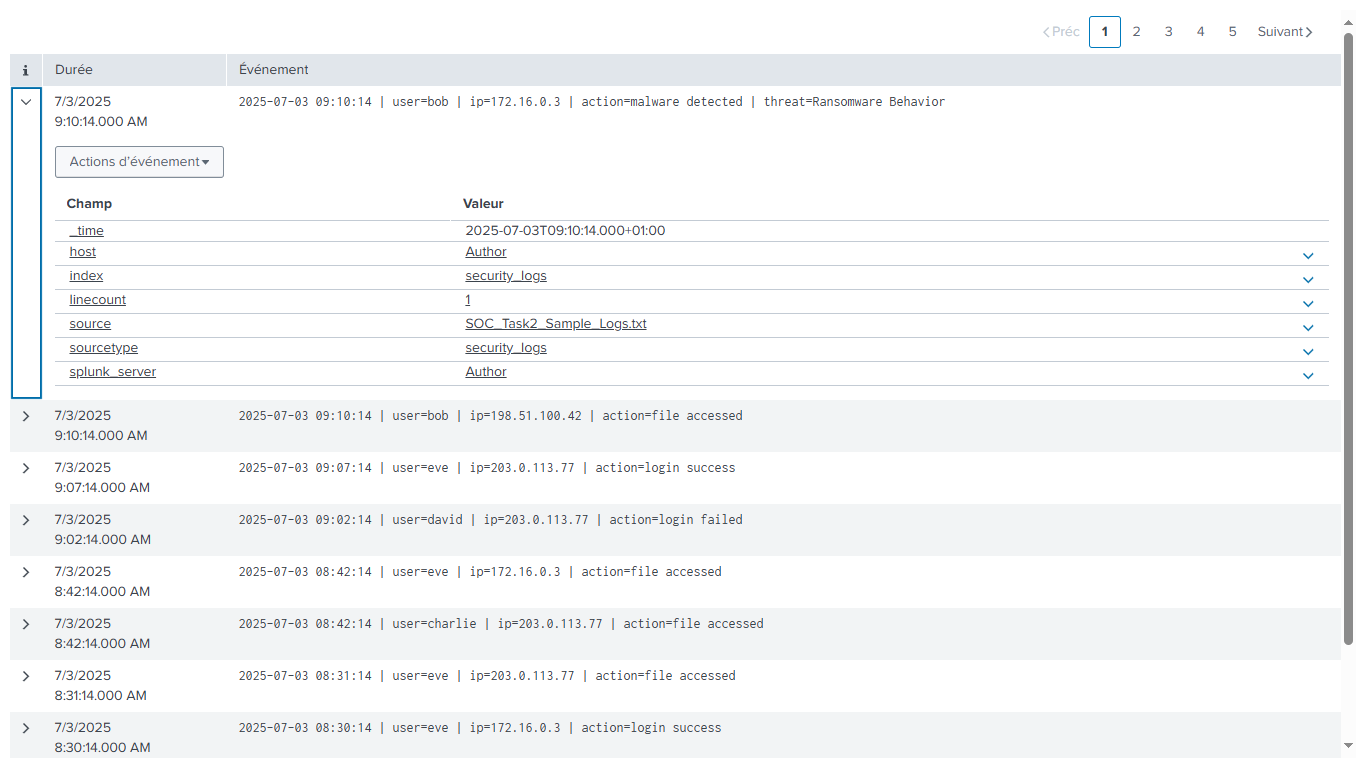 Préc 1 2 3 4 5 Suivant
i Durée Événement
7/3/2025 2025-07-03 09:10:14 | user=bob | ip=172.16.0.3 | action=malware detected | threat=Ransomware Behavior
9:10:14.000 AM
Actions d'événement
Champ Valeur
_time 2025-07-03T09:10:14.000+01:00
host Author
index security_logs
linecount 1
source SOC_Task2_Sample_Logs.txt
sourcetype security_logs
splunk_server Author
7/3/2025 2025-07-03 09:10:14 | user=bob | ip=198.51.100.42 | action=file accessed
9:10:14.000 AM
7/3/2025 2025-07-03 09:07:14 | user=eve | ip=203.0.113.77 | action=login success
9:07:14.000 AM
7/3/2025 2025-07-03 09:02:14 | user=david | ip=203.0.113.77 | action=login failed
9:02:14.000 AM
7/3/2025 2025-07-03 08:42:14 | user=eve | ip=172.16.0.3 | action=file accessed
8:42:14.000 AM
7/3/2025 2025-07-03 08:42:14 | user=charlie | ip=203.0.113.77 | action=file accessed
8:42:14.000 AM
7/3/2025 2025-07-03 08:31:14 | user=eve | ip=203.0.113.77 | action=file accessed
8:31:14.000 AM
7/3/2025 2025-07-03 08:30:14 | user=eve | ip=172.16.0.3 | action=login success
8:30:14.000 AM